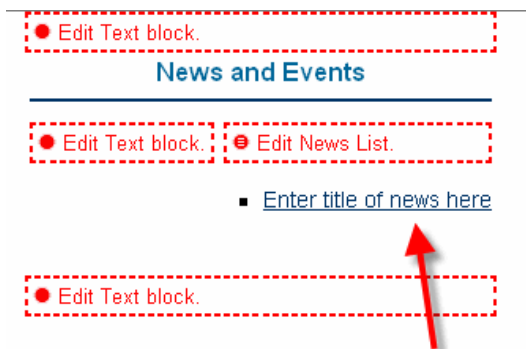 Edit Text block.
News and Events
Edit Text block. Edit News List.
Enter title of news here
Edit Text block.